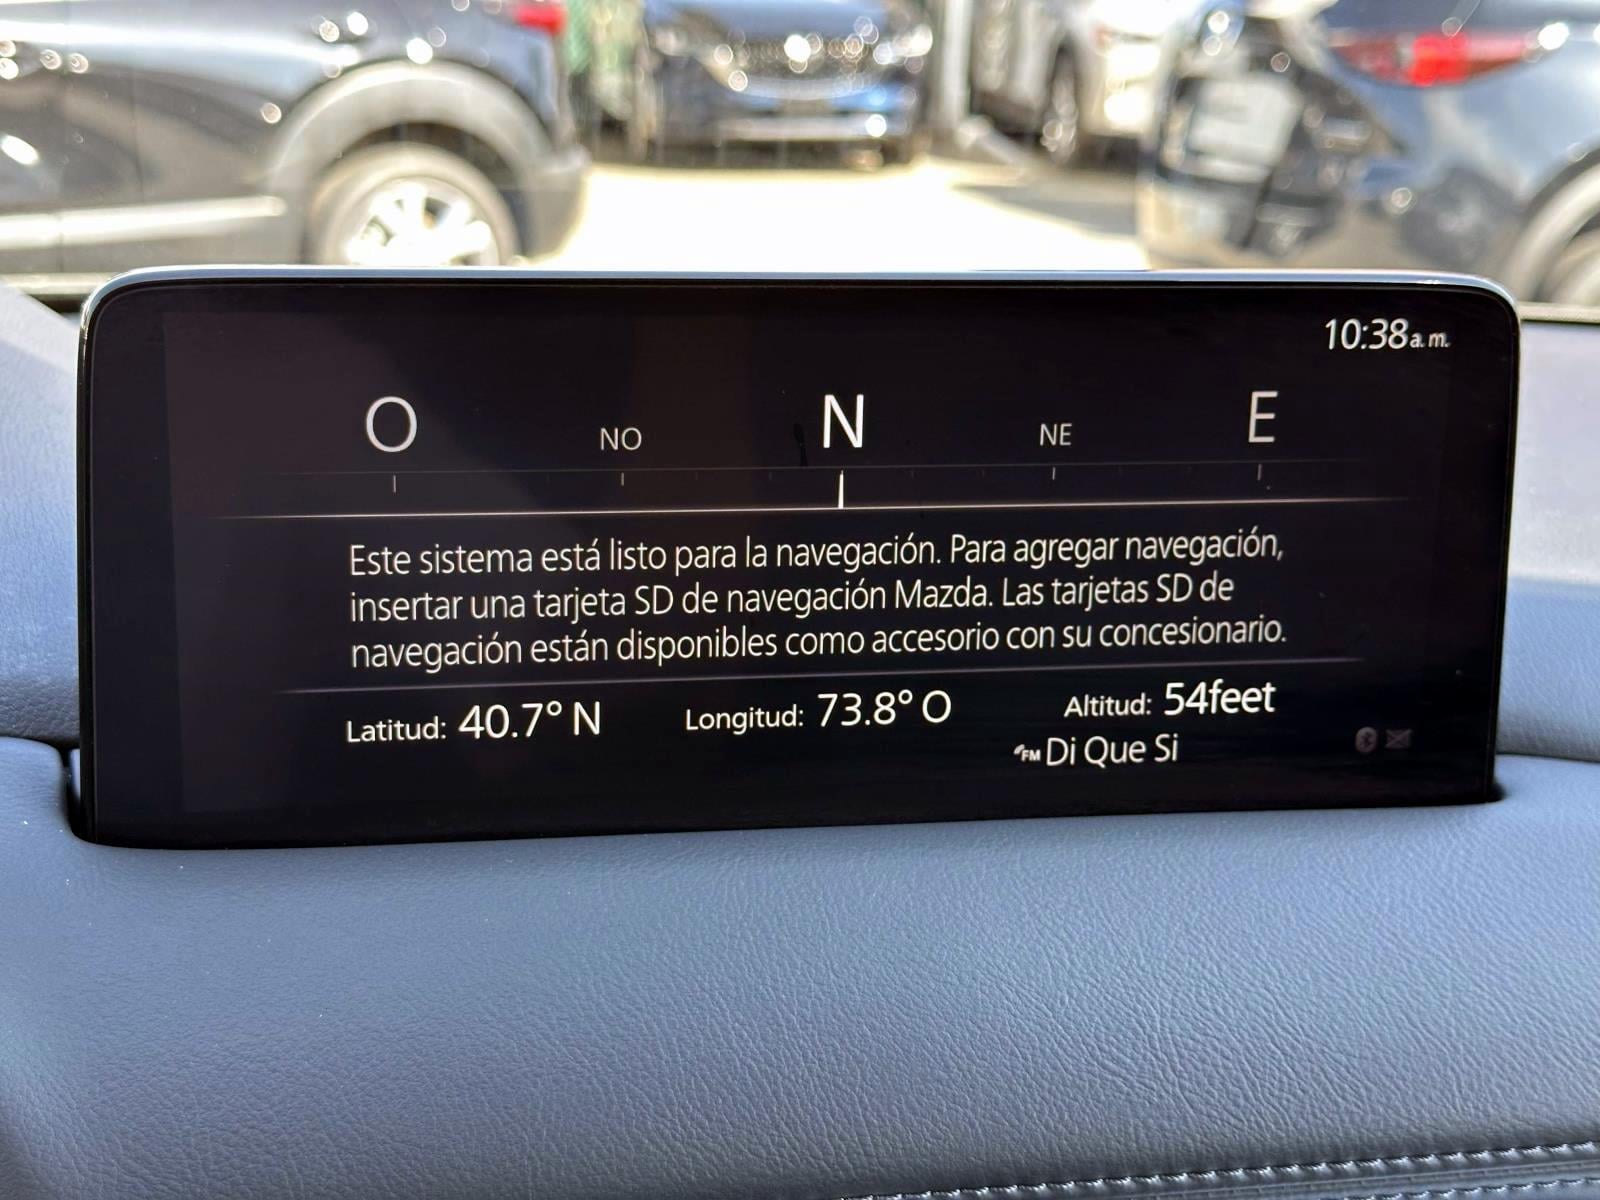 10:38a.m.
O NO N NE E
Este sistema está listo para la navegación. Para agregar navegación,
insertar una tarjeta SD de navegación Mazda. Las tarjetas SD de
navegación están disponibles como accesorio con su concesionario.
Latitud: 40.7° N Longitud: 73.8° O Altitud: 54feet
FM Di Que Si